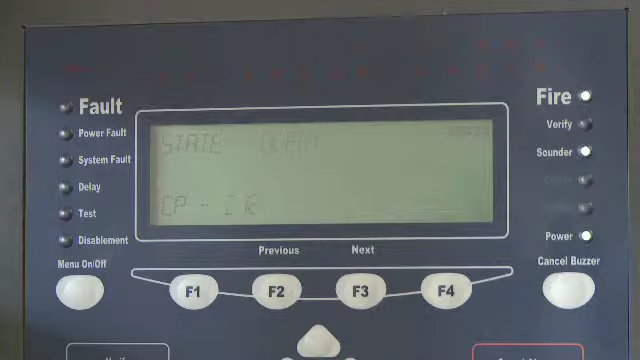 Fault
Power Fault
System Fault
Delay
Test
Disablement
Menu On/Off
STATE
Previous
Next
F1
F2
F3
F4
Fire
Verify
Sounder
Power
Cancel Buzzer